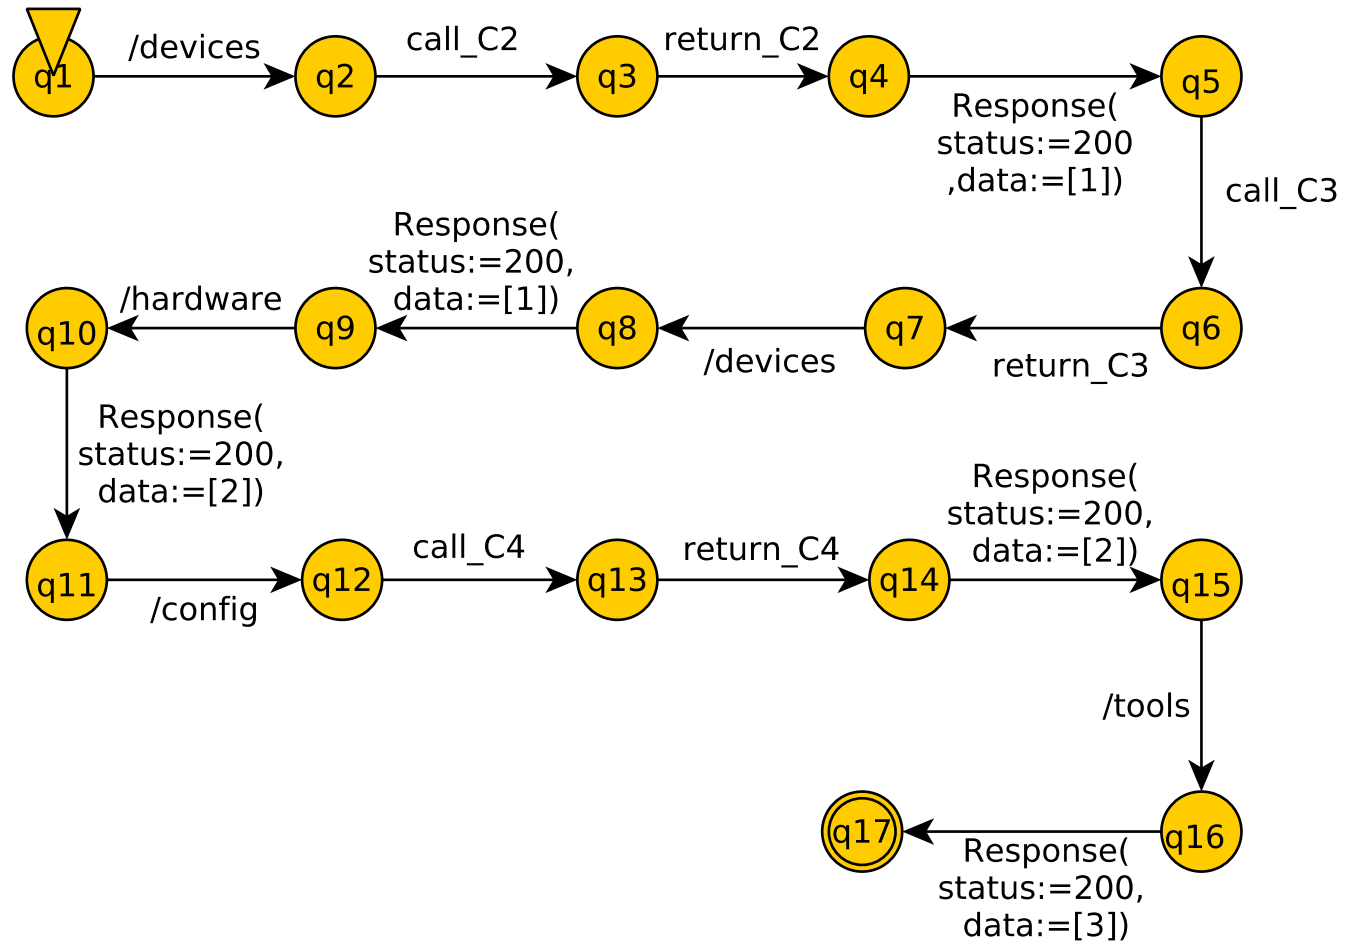 q1
/devices
q2
call_C2
q3
return_C2
q4
Response(
status:=200
,data:=[1])
q5
call_C3
q6
return_C3
q7
/devices
q8
Response(
status:=200,
data:=[1])
q9
/hardware
q10
Response(
status:=200,
data:=[2])
q11
/config
q12
call_C4
q13
return_C4
q14
Response(
status:=200,
data:=[2])
q15
/tools
q16
Response(
status:=200,
data:=[3])
q17